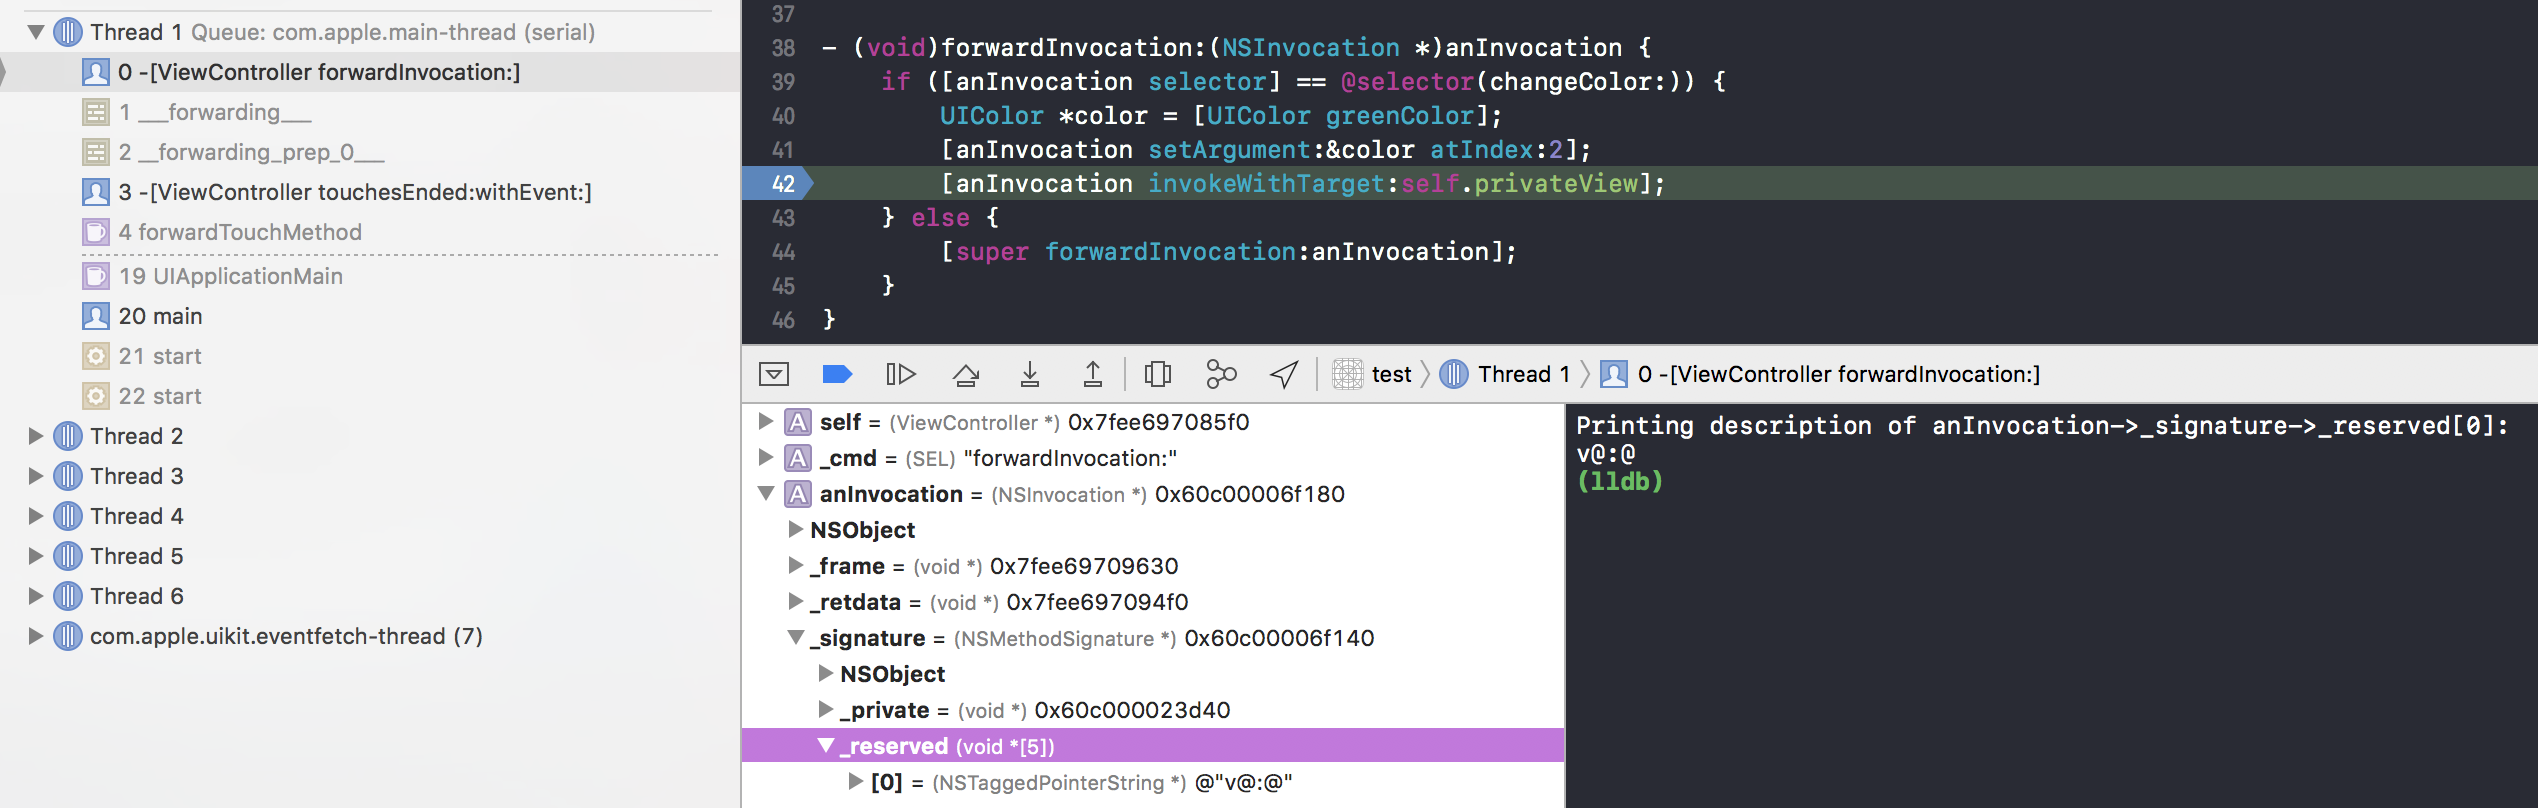 Thread 1 Queue: com.apple.main-thread (serial)
0 -[ViewController forwardInvocation:]
1 ___forwarding___
2 __forwarding_prep_0___
3 -[ViewController touchesEnded:withEvent:]
4 forwardTouchMethod
19 UIApplicationMain
20 main
21 start
22 start
Thread 2
Thread 3
Thread 4
Thread 5
Thread 6
com.apple.uikit.eventfetch-thread (7)
37
38 - (void)forwardInvocation:(NSInvocation *)anInvocation {
39 if ([anInvocation selector] == @selector(changeColor:)) {
40 UIColor *color = [UIColor greenColor];
41 [anInvocation setArgument:&color atIndex:2];
42 [anInvocation invokeWithTarget:self.privateView];
43 } else {
44 [super forwardInvocation:anInvocation];
45 }
46 }
test Thread 1 0 -[ViewController forwardInvocation:]
A self = (ViewController *) 0x7fee697085f0
A _cmd = (SEL) "forwardInvocation:"
A anInvocation = (NSInvocation *) 0x60c00006f180
NSObject
_frame = (void *) 0x7fee69709630
_retdata = (void *) 0x7fee697094f0
_signature = (NSMethodSignature *) 0x60c00006f140
NSObject
_private = (void *) 0x60c000023d40
_reserved (void *[5])
[0] = (NSTaggedPointerString *) @"v@:@"
Printing description of anInvocation->_signature->_reserved[0]:
v@:@
(lldb)